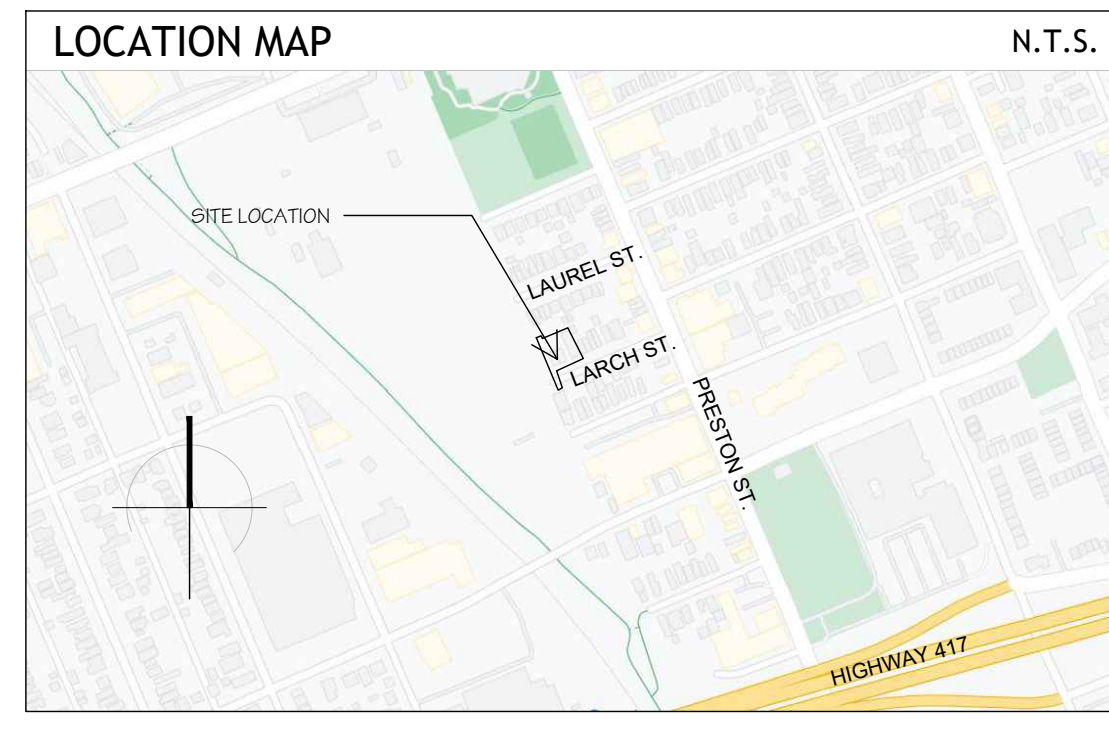 LOCATION MAP
N.T.S.
SITE LOCATION
LAUREL ST.
LARCH ST.
PRESTON ST.
HIGHWAY 417